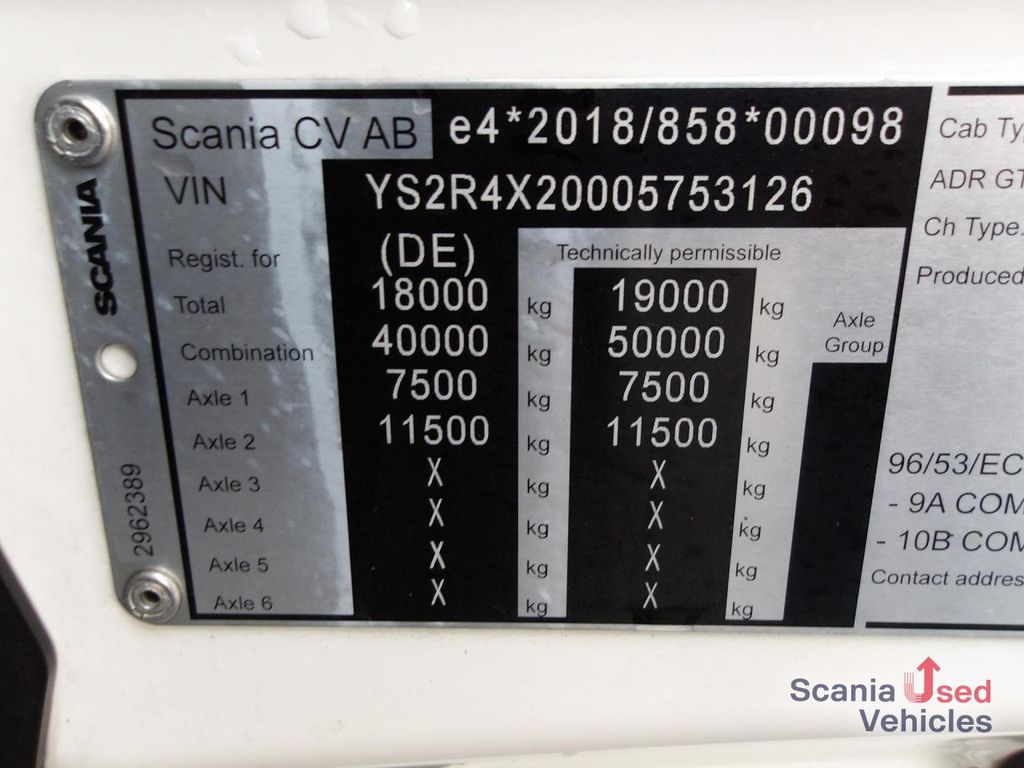 Scania CV AB e4*2018/858*00098
VIN YS2R4X20005753126
Regist. for (DE) Technically permissible
Total 18000 kg 19000 kg
Combination 40000 kg 50000 kg
Axle Group
Axle 1 7500 kg 7500 kg
Axle 2 11500 kg 11500 kg
Axle 3 X kg X kg
Axle 4 X kg X kg
Axle 5 X kg X kg
Axle 6 X kg X kg
SCANIA
2962389
Cab Ty
ADR GT
Ch Type.
Produced
96/53/EC
- 9A COM
- 10B COM
Contact addres
Scania Used
Vehicles